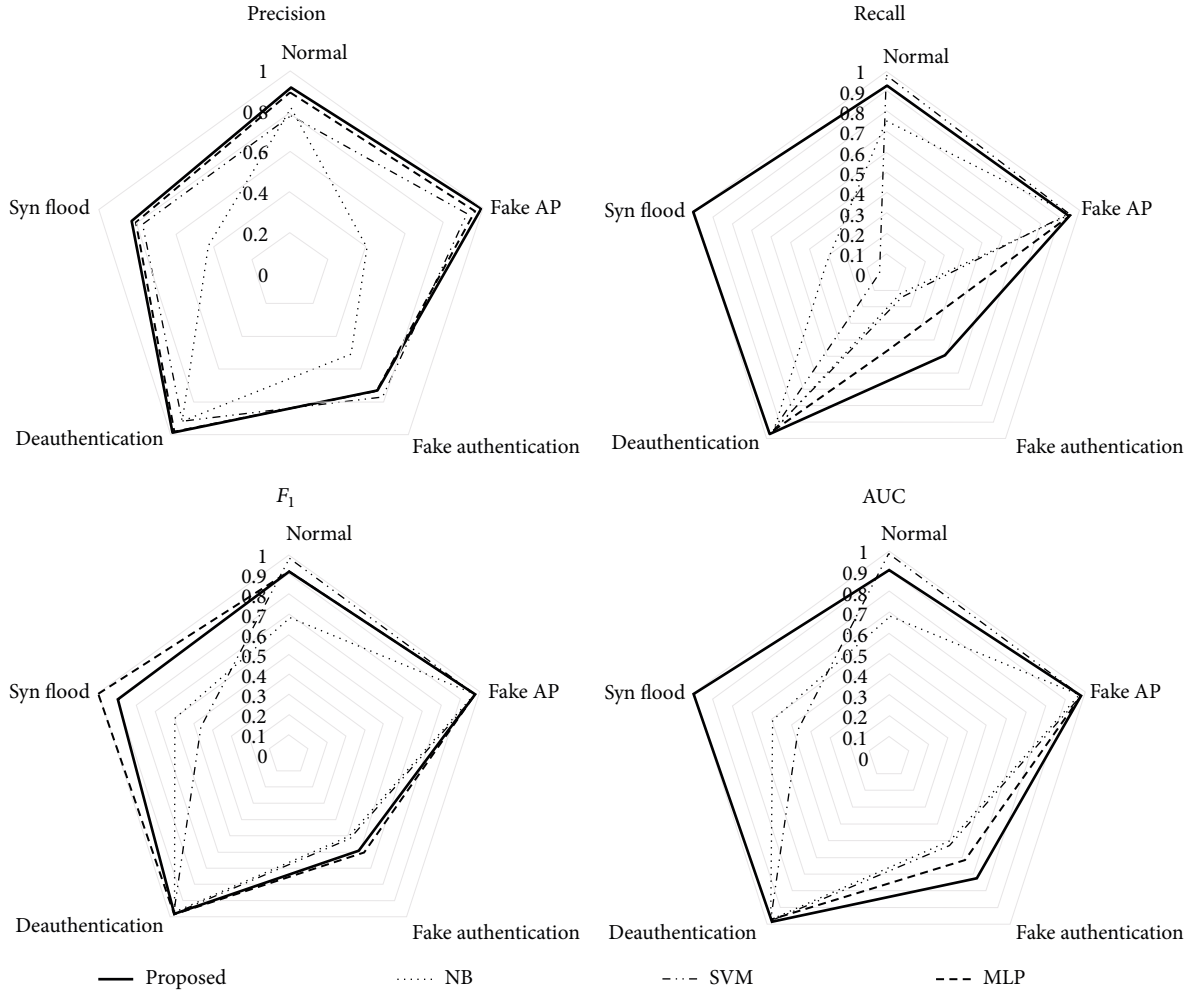 Precision
Normal
1
0.8
0.6
0.4
0.2
0
Syn flood
Fake AP
Deauthentication
Fake authentication
Recall
Normal
1
0.9
0.8
0.7
0.6
0.5
0.4
0.3
0.2
0.1
0
Syn flood
Fake AP
Deauthentication
Fake authentication
F1
Normal
1
0.9
0.8
0.7
0.6
0.5
0.4
0.3
0.2
0.1
0
Syn flood
Fake AP
Deauthentication
Fake authentication
AUC
Normal
1
0.9
0.8
0.7
0.6
0.5
0.4
0.3
0.2
0.1
0
Syn flood
Fake AP
Deauthentication
Fake authentication
Proposed NB SVM MLP